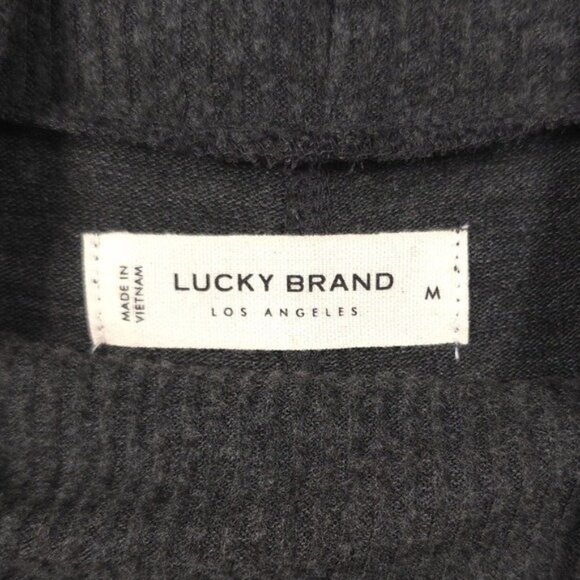 MADE IN
VIETNAM
LUCKY BRAND
LOS ANGELES
M